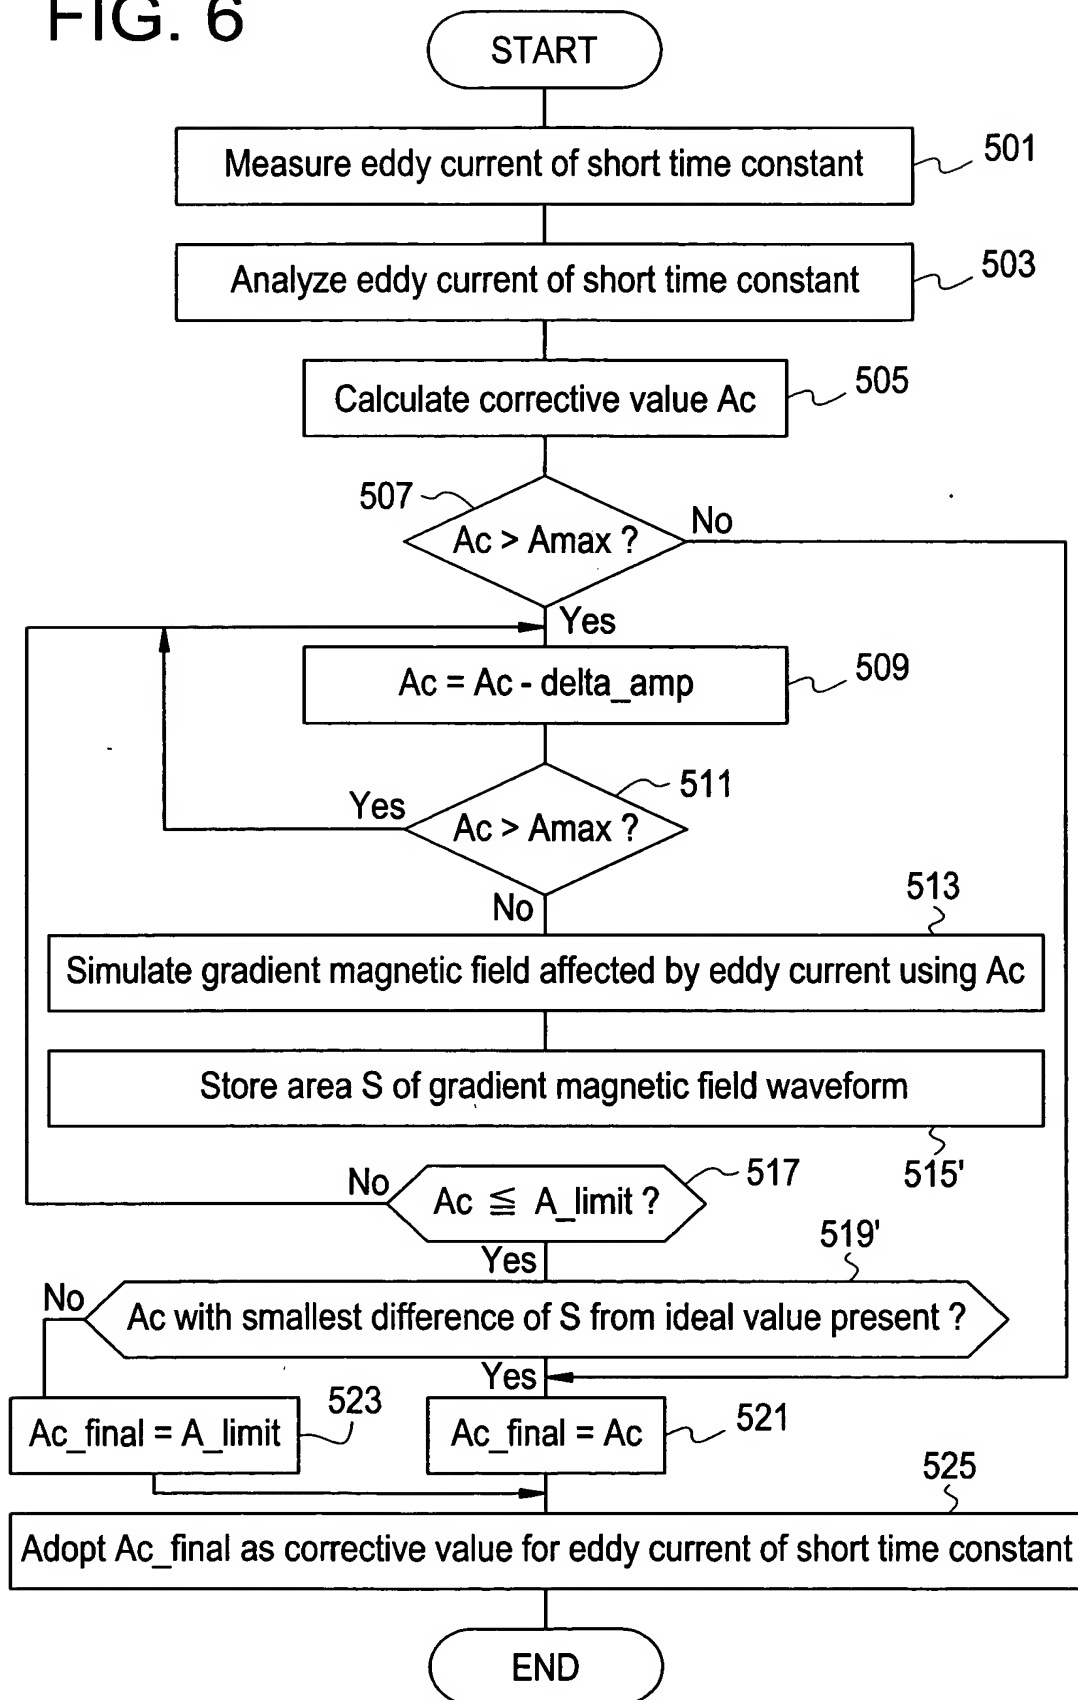 FIG. 6
START
Measure eddy current of short time constant
501
Analyze eddy current of short time constant
503
Calculate corrective value Ac
505
507
Ac > Amax ?
No
Yes
Ac = Ac - delta_amp
509
511
Yes
Ac > Amax ?
No
513
Simulate gradient magnetic field affected by eddy current using Ac
Store area S of gradient magnetic field waveform
515'
No
Ac ≦ A_limit ?
517
Yes
519'
No
Ac with smallest difference of S from ideal value present ?
Yes
Ac_final = A_limit
523
Ac_final = Ac
521
525
Adopt Ac_final as corrective value for eddy current of short time constant
END